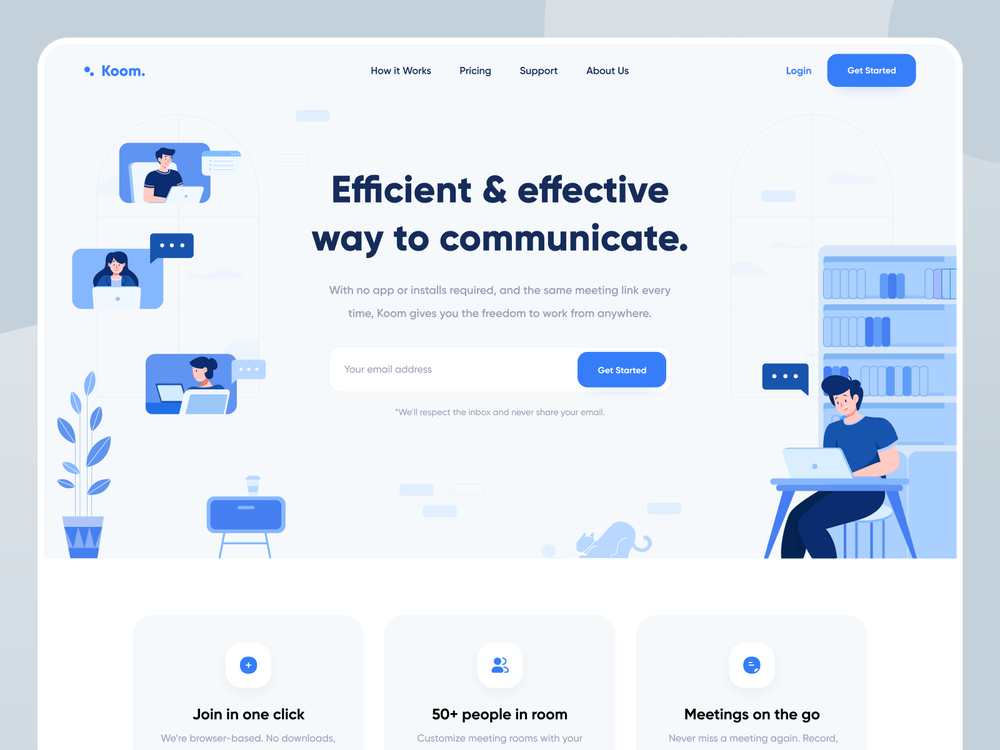 Koom.
How it Works
Pricing
Support
About Us
Login
Get Started
Efficient & effective
way to communicate.
With no app or installs required, and the same meeting link every
time, Koom gives you the freedom to work from anywhere.
Your email address
Get Started
*We'll respect the inbox and never share your email.
Join in one click
We're browser-based. No downloads,
50+ people in room
Customize meeting rooms with your
Meetings on the go
Never miss a meeting again. Record,